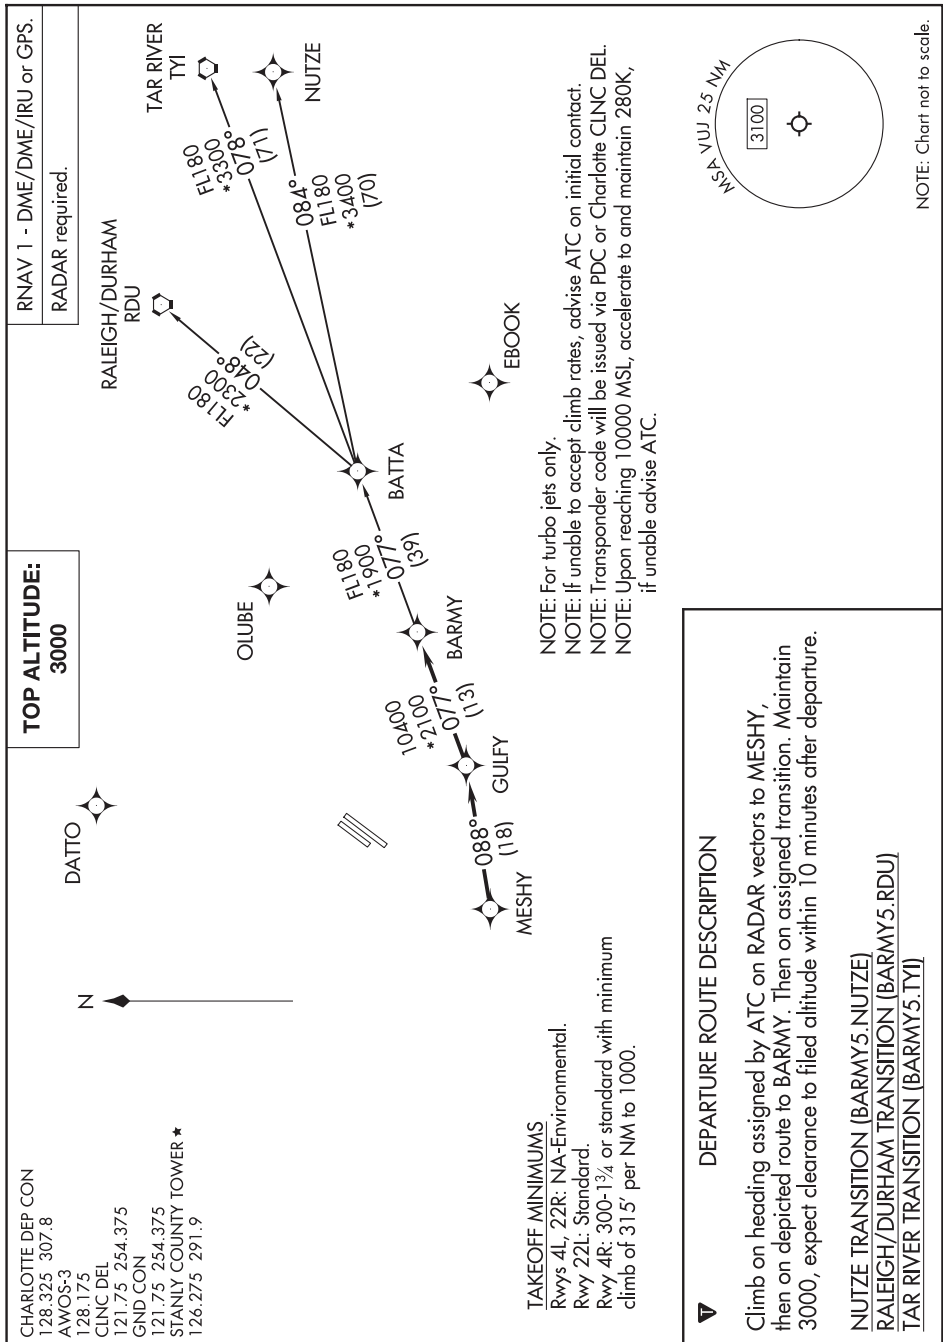 CHARLOTTE DEP CON
128.325 307.8
AWOS-3
128.175
CLNC DEL
121.75 254.375
GND CON
121.75 254.375
STANLY COUNTY TOWER ★
126.275 291.9
TOP ALTITUDE:
3000
RNAV 1 - DME/DME/IRU or GPS.
RADAR required.
N
DATTO
OLUBE
RALEIGH/DURHAM
RDU
TAR RIVER
TYI
NUTZE
FL180
*2300
048°
(22)
FL180
*3300
078°
(71)
084°
FL180
*3400
(70)
BATTA
FL180
*1900
077°
(39)
BARMY
10400
*2100
077°
(13)
GULFY
088°
(18)
MESHY
EBOOK
TAKEOFF MINIMUMS
Rwys 4L, 22R: NA-Environmental.
Rwy 22L: Standard.
Rwy 4R: 300-1¾ or standard with minimum
climb of 315' per NM to 1000.
NOTE: For turbo jets only.
NOTE: If unable to accept climb rates, advise ATC on initial contact.
NOTE: Transponder code will be issued via PDC or Charlotte CLNC DEL.
NOTE: Upon reaching 10000 MSL, accelerate to and maintain 280K,
if unable advise ATC.
MSA VUJ 25 NM
3100
NOTE: Chart not to scale.
T
DEPARTURE ROUTE DESCRIPTION
Climb on heading assigned by ATC on RADAR vectors to MESHY,
then on depicted route to BARMY. Then on assigned transition. Maintain
3000, expect clearance to filed altitude within 10 minutes after departure.
NUTZE TRANSITION (BARMY5.NUTZE)
RALEIGH/DURHAM TRANSITION (BARMY5.RDU)
TAR RIVER TRANSITION (BARMY5.TYI)